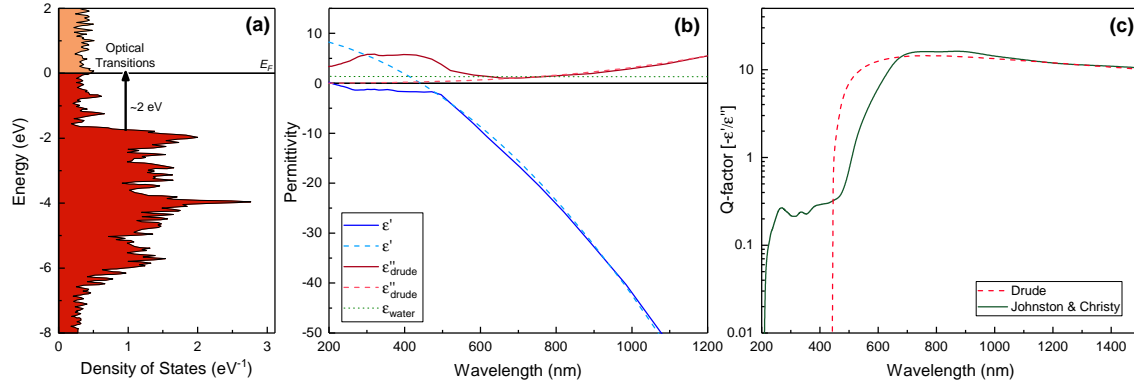 (a)
Optical
Transitions
E_F
~2 eV
2
0
-2
-4
-6
-8
Energy (eV)
0
1
2
3
Density of States (eV⁻¹)
(b)
10
5
0
-10
-20
-30
-40
-50
Permittivity
ε'
ε'
ε''drude
ε''drude
εwater
200
400
600
800
1000
1200
Wavelength (nm)
(c)
10
1
0.1
0.01
Q-factor [-ε'/ε'']
Drude
Johnston & Christy
200
400
600
800
1000
1200
1400
Wavelength (nm)